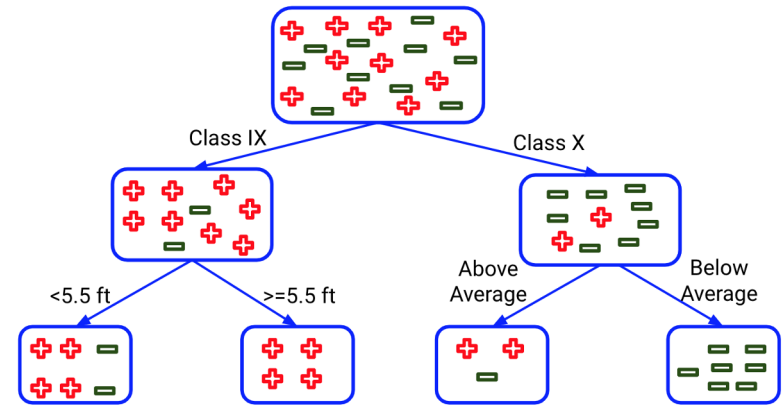 Class IX
Class X
<5.5 ft
>=5.5 ft
Above
Average
Below
Average